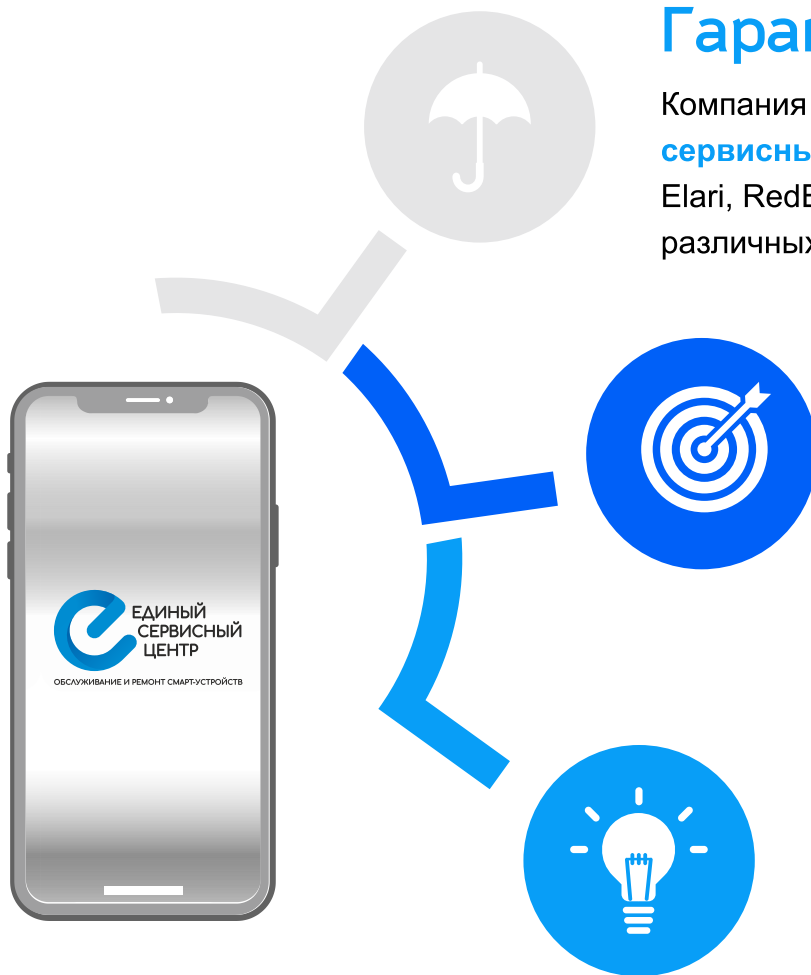 Компания
Elari,
ЕДИНЫЙ
СЕРВИСНЫЙ
ЦЕНТР
ОБСЛУЖИВАНИЕ И РЕМОНТ СМАРТ-УСТРОЙСТВ